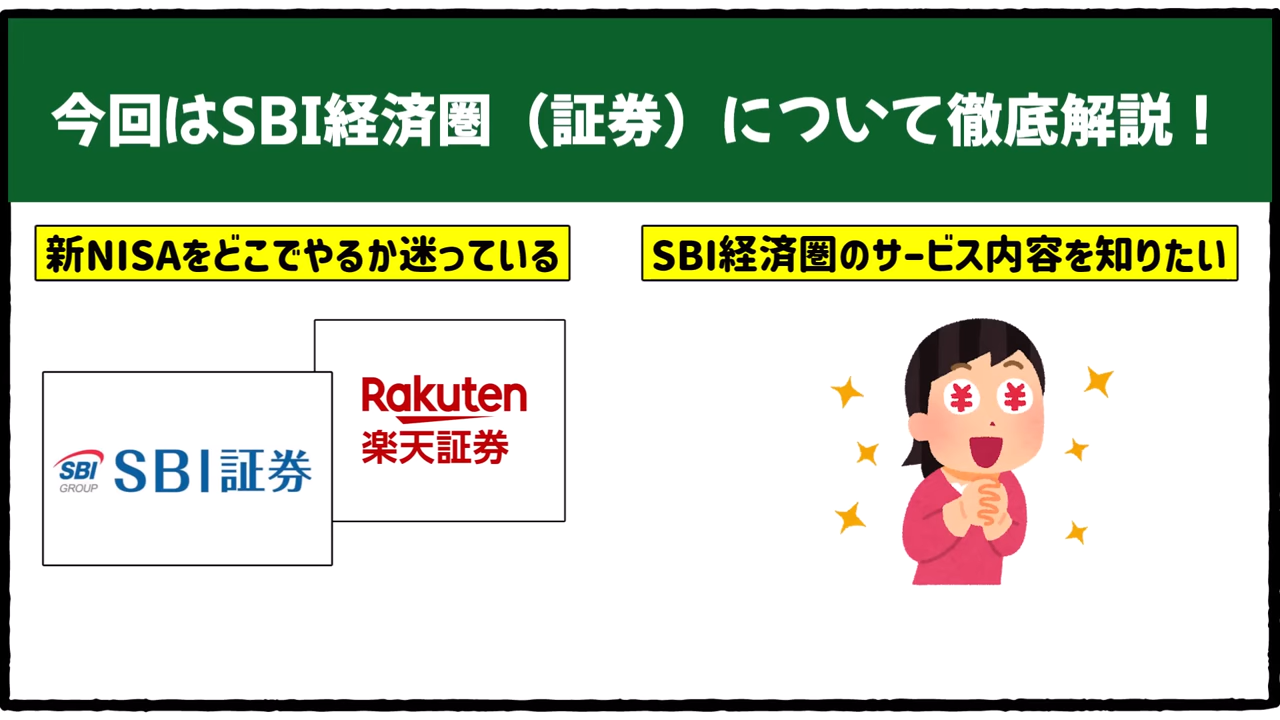 今回はSBI経済圏（証券）について徹底解説！
新NISAをどこでやるか迷っている
SBI経済圏のサービス内容を知りたい
Rakuten
楽天証券
SBI
GROUP
SBI証券
¥ ¥